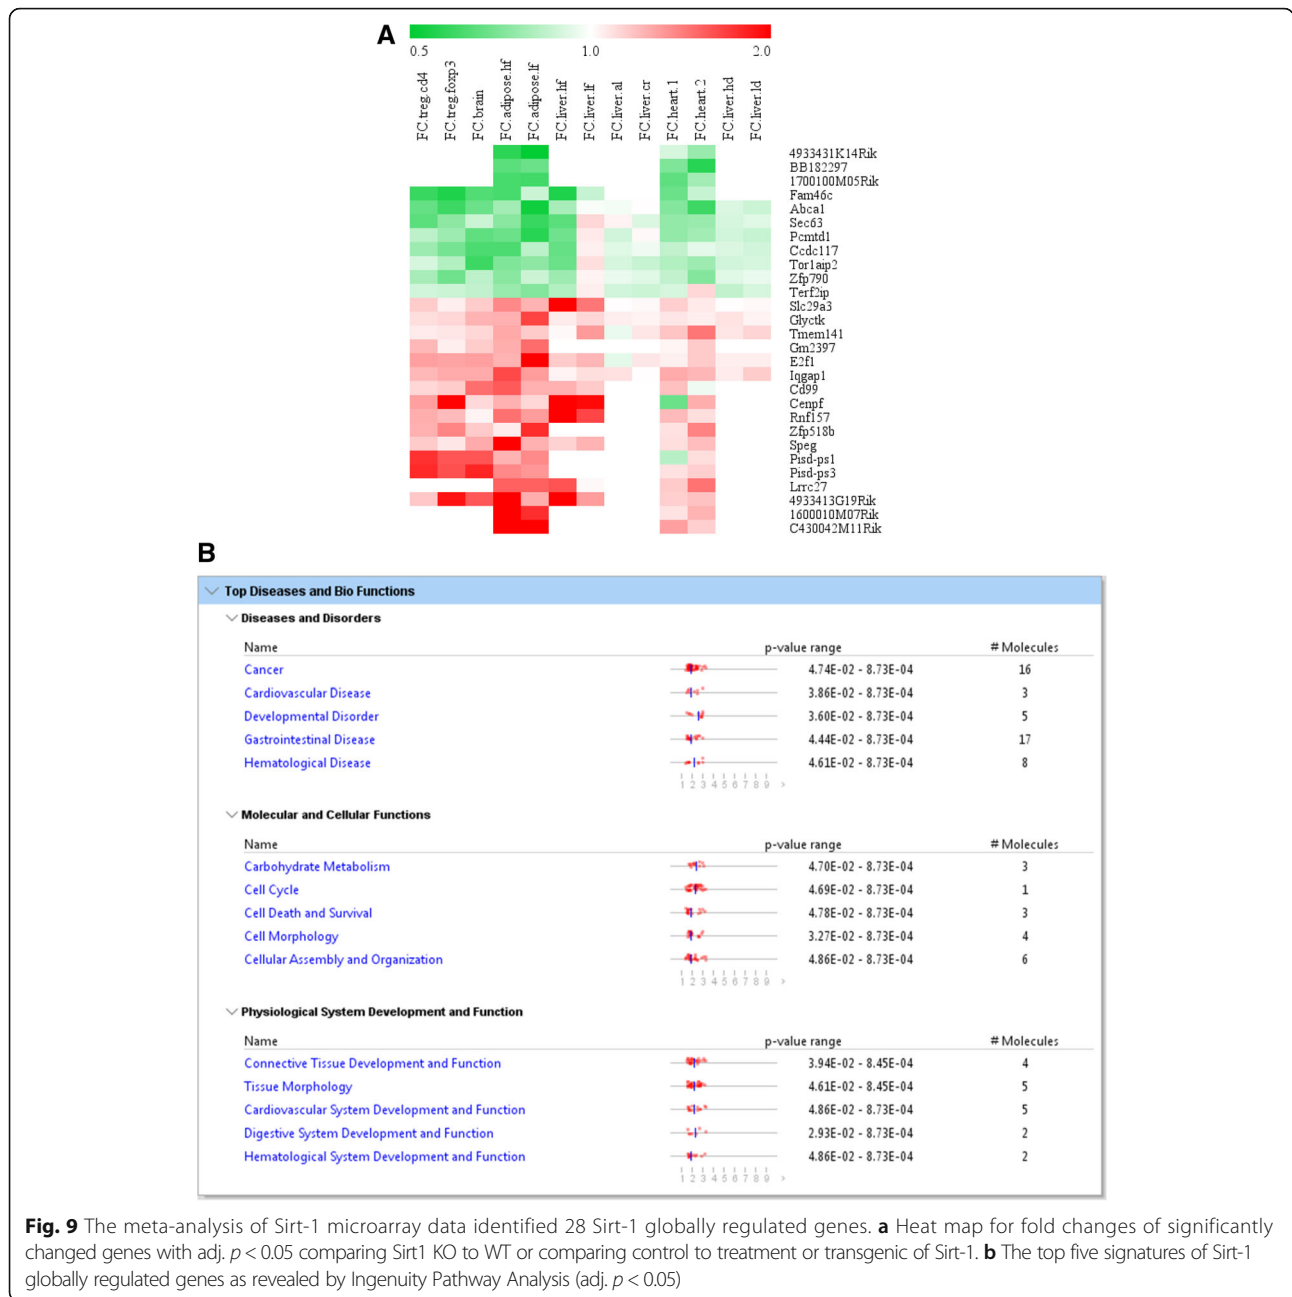 A
0.5 1.0 2.0
FC.treg.cd4 FC.treg.foxp3 FC.brain FC.adipose.hf FC.adipose.lf FC.liver.hf FC.liver.lf FC.liver.al FC.liver.cr FC.heart.1 FC.heart.2 FC.liver.hd FC.liver.ld
4933431K14Rik
BB182297
1700100M05Rik
Fam46c
Abca1
Sec63
Pcmtd1
Ccdc117
Tor1aip2
Zfp790
Terf2ip
Slc29a3
Glyctk
Tmem141
Gm2397
E2f1
Iqgap1
Cd99
Cenpf
Rnf157
Zfp518b
Speg
Pisd-ps1
Pisd-ps3
Lrrc27
4933413G19Rik
1600010M07Rik
C430042M11Rik
B
Top Diseases and Bio Functions
Diseases and Disorders
Name p-value range # Molecules
Cancer 4.74E-02 - 8.73E-04 16
Cardiovascular Disease 3.86E-02 - 8.73E-04 3
Developmental Disorder 3.60E-02 - 8.73E-04 5
Gastrointestinal Disease 4.44E-02 - 8.73E-04 17
Hematological Disease 4.61E-02 - 8.73E-04 8
1 2 3 4 5 6 7 8 9 >
Molecular and Cellular Functions
Name p-value range # Molecules
Carbohydrate Metabolism 4.70E-02 - 8.73E-04 3
Cell Cycle 4.69E-02 - 8.73E-04 1
Cell Death and Survival 4.78E-02 - 8.73E-04 3
Cell Morphology 3.27E-02 - 8.73E-04 4
Cellular Assembly and Organization 4.86E-02 - 8.73E-04 6
1 2 3 4 5 6 7 8 9 >
Physiological System Development and Function
Name p-value range # Molecules
Connective Tissue Development and Function 3.94E-02 - 8.45E-04 4
Tissue Morphology 4.61E-02 - 8.45E-04 5
Cardiovascular System Development and Function 4.86E-02 - 8.73E-04 5
Digestive System Development and Function 2.93E-02 - 8.73E-04 2
Hematological System Development and Function 4.86E-02 - 8.73E-04 2
1 2 3 4 5 6 7 8 9 >
Fig. 9 The meta-analysis of Sirt-1 microarray data identified 28 Sirt-1 globally regulated genes. a Heat map for fold changes of significantly
changed genes with adj. p < 0.05 comparing Sirt1 KO to WT or comparing control to treatment or transgenic of Sirt-1. b The top five signatures of Sirt-1
globally regulated genes as revealed by Ingenuity Pathway Analysis (adj. p < 0.05)